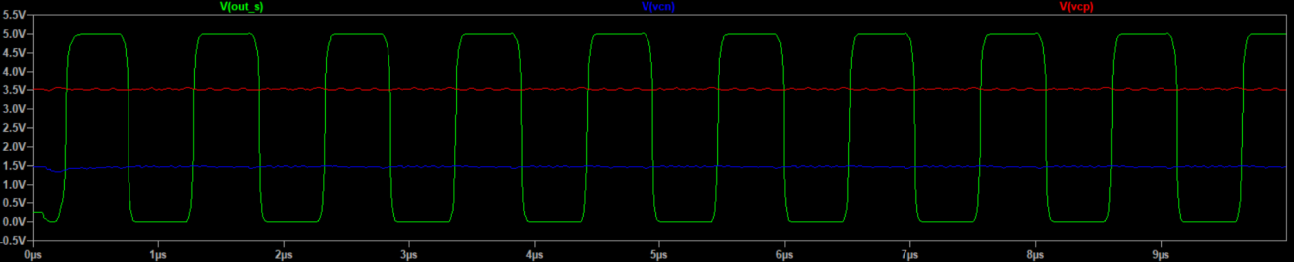 V(out_s) V(vcn) V(vcp)
5.5V
5.0V
4.5V
4.0V
3.5V
3.0V
2.5V
2.0V
1.5V
1.0V
0.5V
0.0V
-0.5V
0µs 1µs 2µs 3µs 4µs 5µs 6µs 7µs 8µs 9µs